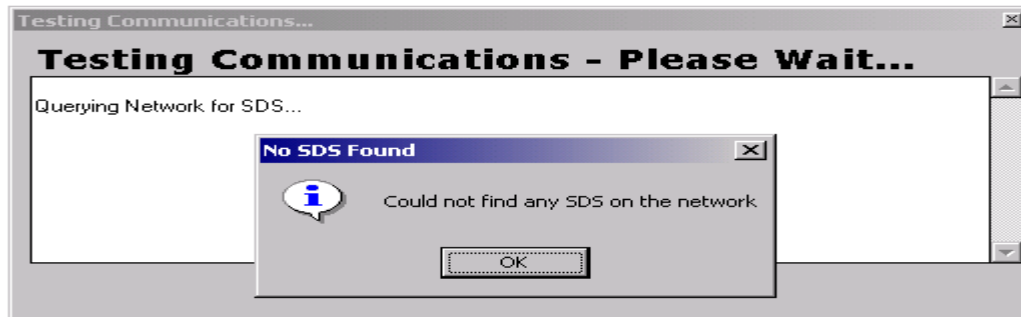 Testing Communications...
Testing Communications - Please Wait...
Querying Network for SDS...
No SDS Found
Could not find any SDS on the network
OK